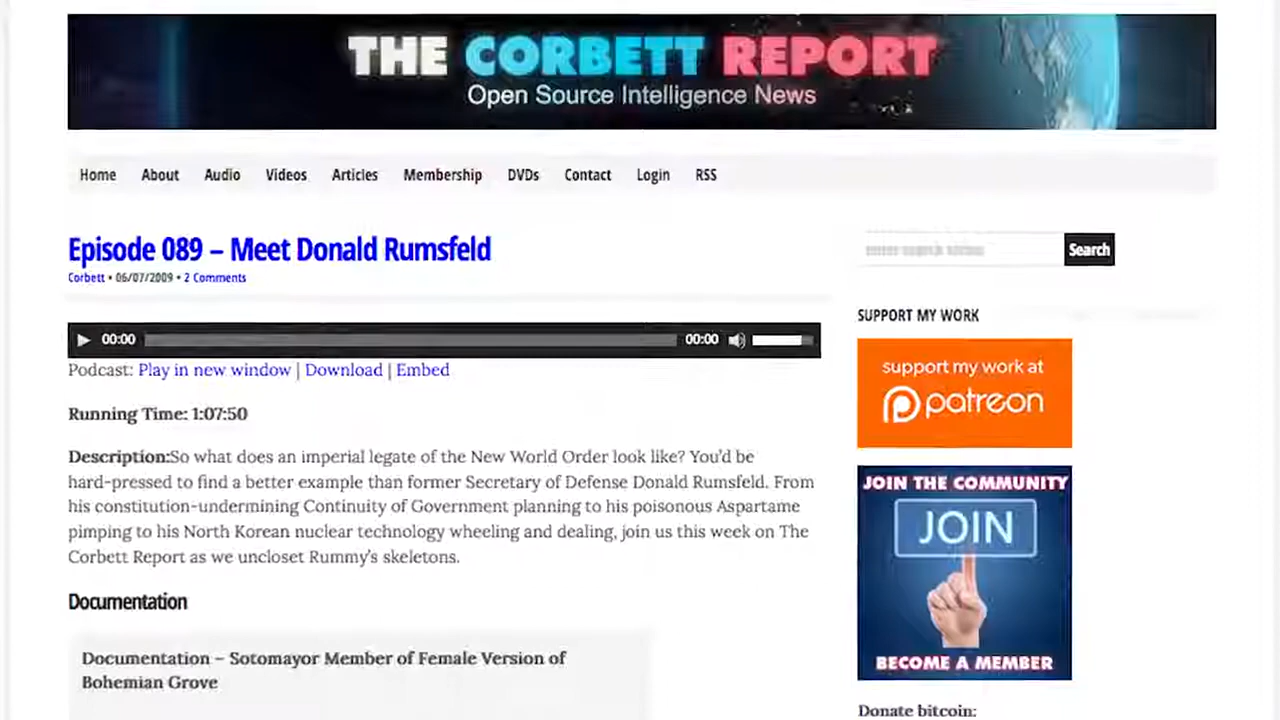 THE CORBETT REPORT
Open Source Intelligence News
Home About Audio Videos Articles Membership DVDs Contact Login RSS
Episode 089 – Meet Donald Rumsfeld
Corbett • 06/07/2009 • 2 Comments
Search
00:00 00:00
Podcast: Play in new window | Download | Embed
Running Time: 1:07:50
Description:So what does an imperial legate of the New World Order look like? You'd be
hard-pressed to find a better example than former Secretary of Defense Donald Rumsfeld. From
his constitution-undermining Continuity of Government planning to his poisonous Aspartame
pimping to his North Korean nuclear technology wheeling and dealing, join us this week on The
Corbett Report as we uncloset Rummy's skeletons.
Documentation
Documentation – Sotomayor Member of Female Version of
Bohemian Grove
SUPPORT MY WORK
support my work at
patreon
JOIN THE COMMUNITY
JOIN
BECOME A MEMBER
Donate bitcoin: